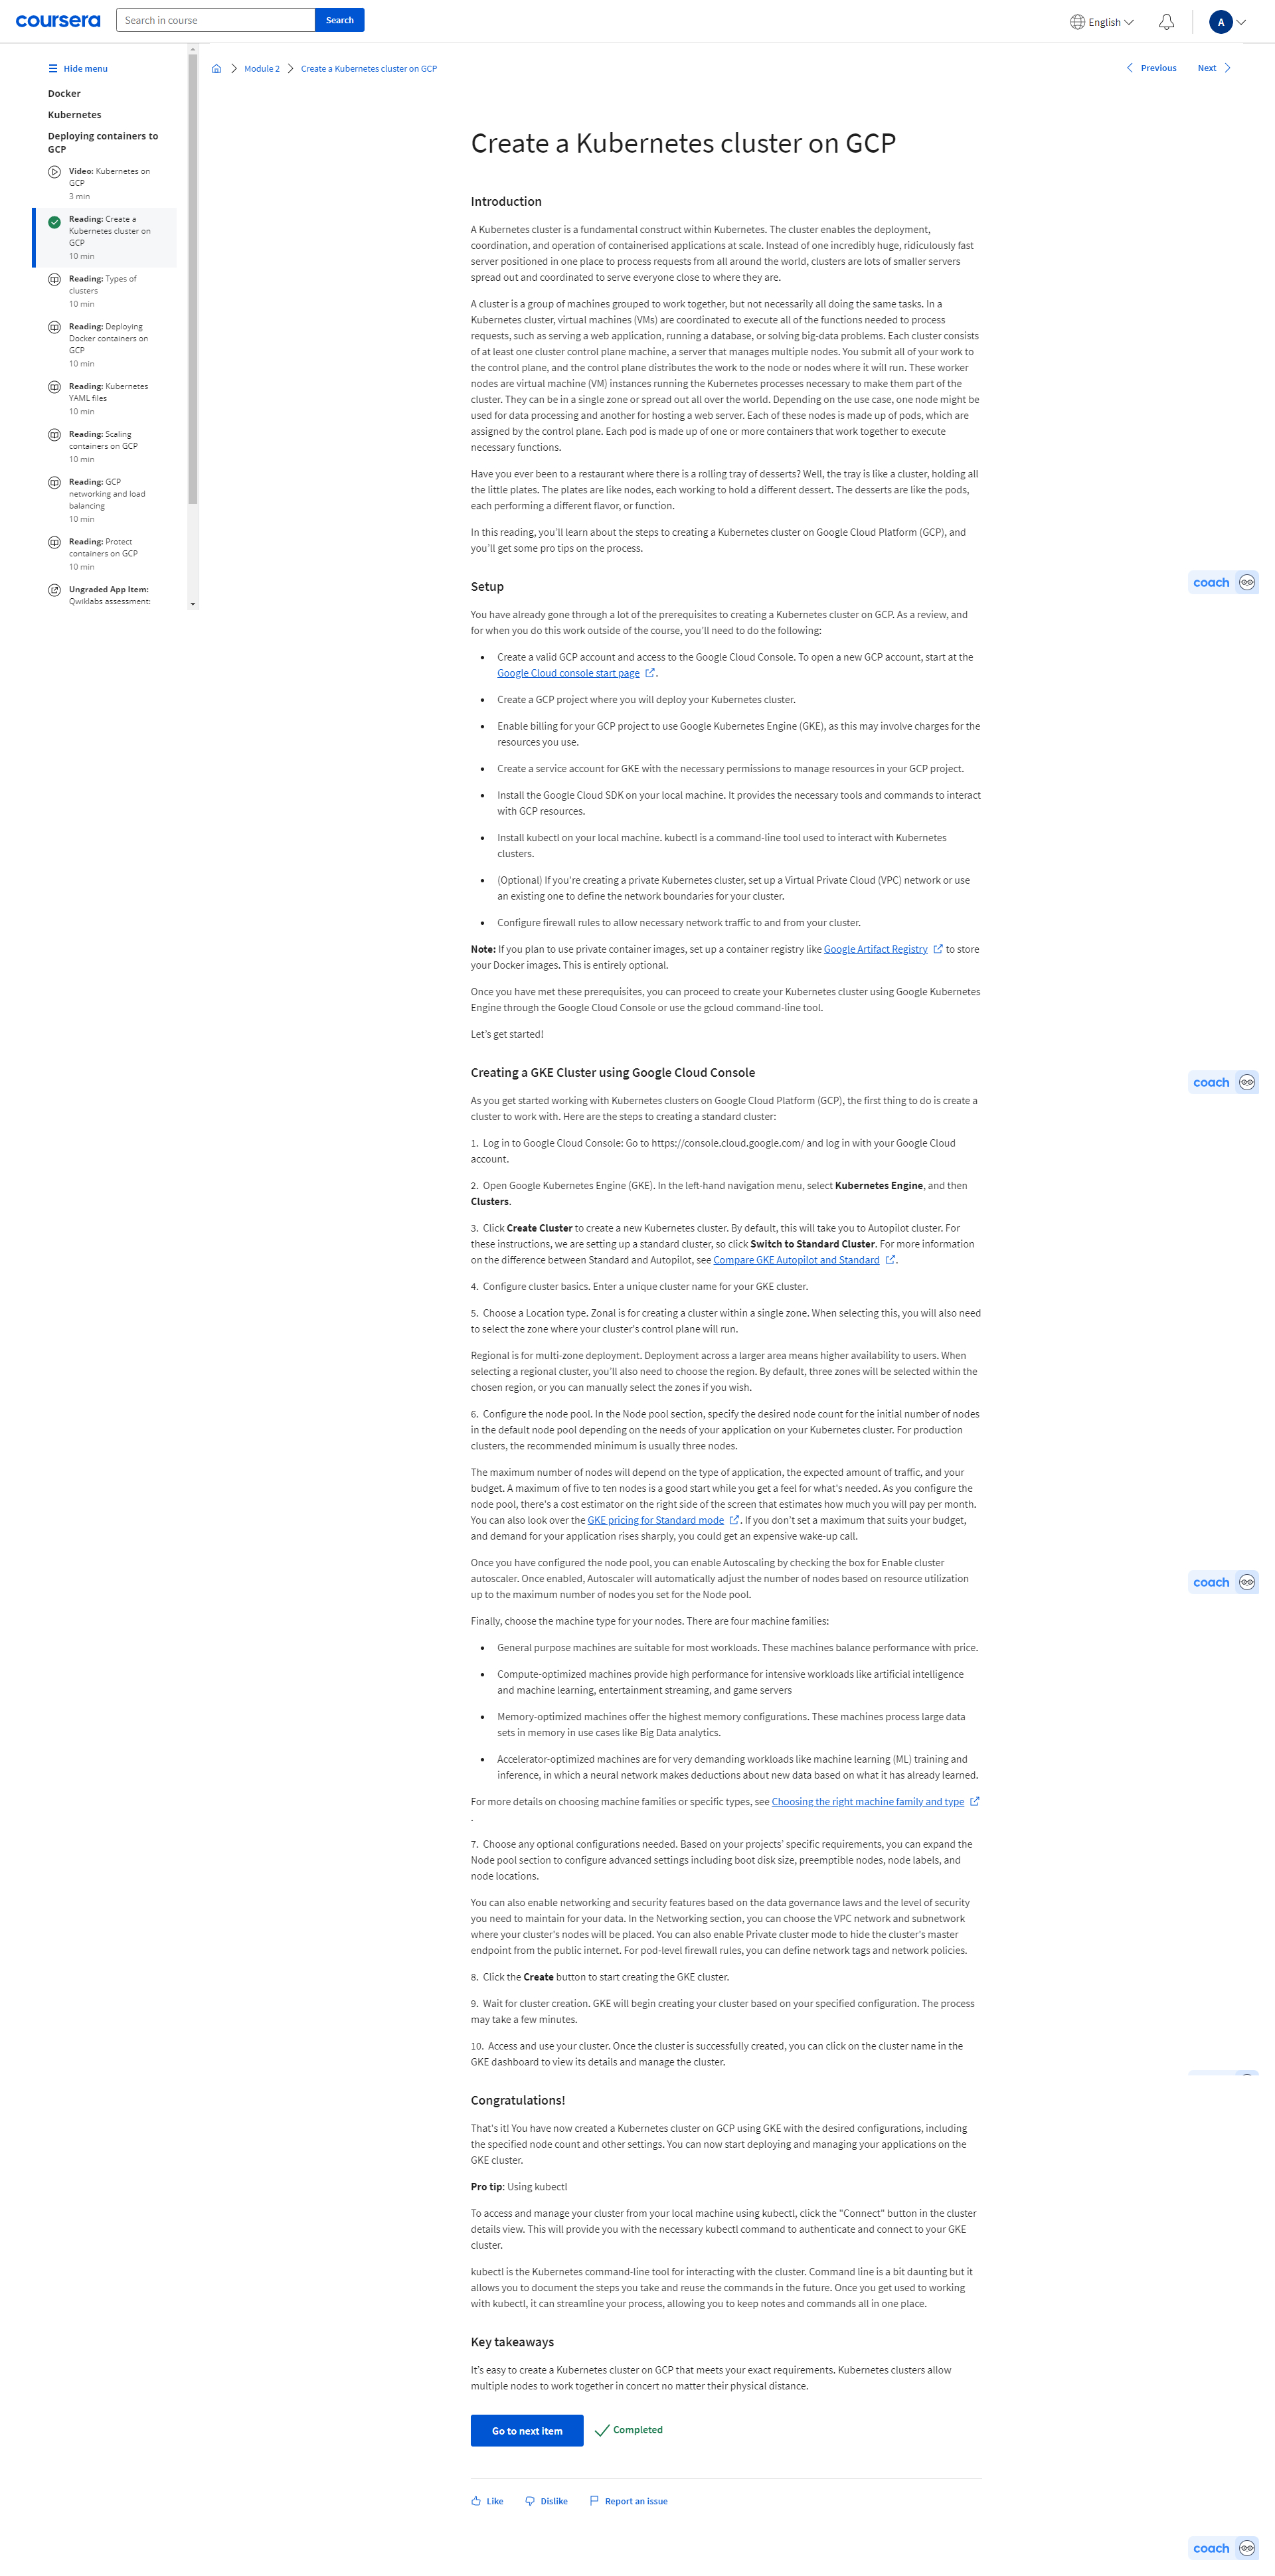 coursera
Search in course
Search
English
A
Hide menu
Docker
Kubernetes
Deploying containers to
GCP
Video: Kubernetes on
GCP
3 min
Reading: Create a
Kubernetes cluster on
GCP
10 min
Reading: Types of
clusters
10 min
Reading: Deploying
Docker containers on
GCP
10 min
Reading: Kubernetes
YAML files
10 min
Reading: Scaling
containers on GCP
10 min
Reading: GCP
networking and load
balancing
10 min
Reading: Protect
containers on GCP
10 min
Ungraded App Item:
Qwiklabs assessment:
Module 2
Create a Kubernetes cluster on GCP
Previous
Next
Create a Kubernetes cluster on GCP
Introduction
A Kubernetes cluster is a fundamental construct within Kubernetes. The cluster enables the deployment,
coordination, and operation of containerised applications at scale. Instead of one incredibly huge, ridiculously fast
server positioned in one place to process requests from all around the world, clusters are lots of smaller servers
spread out and coordinated to serve everyone close to where they are.
A cluster is a group of machines grouped to work together, but not necessarily all doing the same tasks. In a
Kubernetes cluster, virtual machines (VMs) are coordinated to execute all of the functions needed to process
requests, such as serving a web application, running a database, or solving big-data problems. Each cluster consists
of at least one cluster control plane machine, a server that manages multiple nodes. You submit all of your work to
the control plane, and the control plane distributes the work to the node or nodes where it will run. These worker
nodes are virtual machine (VM) instances running the Kubernetes processes necessary to make them part of the
cluster. They can be in a single zone or spread out all over the world. Depending on the use case, one node might be
used for data processing and another for hosting a web server. Each of these nodes is made up of pods, which are
assigned by the control plane. Each pod is made up of one or more containers that work together to execute
necessary functions.
Have you ever been to a restaurant where there is a rolling tray of desserts? Well, the tray is like a cluster, holding all
the little plates. The plates are like nodes, each working to hold a different dessert. The desserts are like the pods,
each performing a different flavor, or function.
In this reading, you'll learn about the steps to creating a Kubernetes cluster on Google Cloud Platform (GCP), and
you'll get some pro tips on the process.
coach
Setup
You have already gone through a lot of the prerequisites to creating a Kubernetes cluster on GCP. As a review, and
for when you do this work outside of the course, you'll need to do the following:
• Create a valid GCP account and access to the Google Cloud Console. To open a new GCP account, start at the
Google Cloud console start page .
• Create a GCP project where you will deploy your Kubernetes cluster.
• Enable billing for your GCP project to use Google Kubernetes Engine (GKE), as this may involve charges for the
resources you use.
• Create a service account for GKE with the necessary permissions to manage resources in your GCP project.
• Install the Google Cloud SDK on your local machine. It provides the necessary tools and commands to interact
with GCP resources.
• Install kubectl on your local machine. kubectl is a command-line tool used to interact with Kubernetes
clusters.
• (Optional) If you're creating a private Kubernetes cluster, set up a Virtual Private Cloud (VPC) network or use
an existing one to define the network boundaries for your cluster.
• Configure firewall rules to allow necessary network traffic to and from your cluster.
Note: If you plan to use private container images, set up a container registry like Google Artifact Registry to store
your Docker images. This is entirely optional.
Once you have met these prerequisites, you can proceed to create your Kubernetes cluster using Google Kubernetes
Engine through the Google Cloud Console or use the gcloud command-line tool.
Let's get started!
Creating a GKE Cluster using Google Cloud Console
coach
As you get started working with Kubernetes clusters on Google Cloud Platform (GCP), the first thing to do is create a
cluster to work with. Here are the steps to creating a standard cluster:
1. Log in to Google Cloud Console: Go to https://console.cloud.google.com/ and log in with your Google Cloud
account.
2. Open Google Kubernetes Engine (GKE). In the left-hand navigation menu, select Kubernetes Engine, and then
Clusters.
3. Click Create Cluster to create a new Kubernetes cluster. By default, this will take you to Autopilot cluster. For
these instructions, we are setting up a standard cluster, so click Switch to Standard Cluster. For more information
on the difference between Standard and Autopilot, see Compare GKE Autopilot and Standard .
4. Configure cluster basics. Enter a unique cluster name for your GKE cluster.
5. Choose a Location type. Zonal is for creating a cluster within a single zone. When selecting this, you will also need
to select the zone where your cluster's control plane will run.
Regional is for multi-zone deployment. Deployment across a larger area means higher availability to users. When
selecting a regional cluster, you'll also need to choose the region. By default, three zones will be selected within the
chosen region, or you can manually select the zones if you wish.
6. Configure the node pool. In the Node pool section, specify the desired node count for the initial number of nodes
in the default node pool depending on the needs of your application on your Kubernetes cluster. For production
clusters, the recommended minimum is usually three nodes.
The maximum number of nodes will depend on the type of application, the expected amount of traffic, and your
budget. A maximum of five to ten nodes is a good start while you get a feel for what's needed. As you configure the
node pool, there's a cost estimator on the right side of the screen that estimates how much you will pay per month.
You can also look over the GKE pricing for Standard mode . If you don't set a maximum that suits your budget,
and demand for your application rises sharply, you could get an expensive wake-up call.
Once you have configured the node pool, you can enable Autoscaling by checking the box for Enable cluster
autoscaler. Once enabled, Autoscaler will automatically adjust the number of nodes based on resource utilization
up to the maximum number of nodes you set for the Node pool.
coach
Finally, choose the machine type for your nodes. There are four machine families:
• General purpose machines are suitable for most workloads. These machines balance performance with price.
• Compute-optimized machines provide high performance for intensive workloads like artificial intelligence
and machine learning, entertainment streaming, and game servers
• Memory-optimized machines offer the highest memory configurations. These machines process large data
sets in memory in use cases like Big Data analytics.
• Accelerator-optimized machines are for very demanding workloads like machine learning (ML) training and
inference, in which a neural network makes deductions about new data based on what it has already learned.
For more details on choosing machine families or specific types, see Choosing the right machine family and type
.
7. Choose any optional configurations needed. Based on your projects' specific requirements, you can expand the
Node pool section to configure advanced settings including boot disk size, preemptible nodes, node labels, and
node locations.
You can also enable networking and security features based on the data governance laws and the level of security
you need to maintain for your data. In the Networking section, you can choose the VPC network and subnetwork
where your cluster's nodes will be placed. You can also enable Private cluster mode to hide the cluster's master
endpoint from the public internet. For pod-level firewall rules, you can define network tags and network policies.
8. Click the Create button to start creating the GKE cluster.
9. Wait for cluster creation. GKE will begin creating your cluster based on your specified configuration. The process
may take a few minutes.
10. Access and use your cluster. Once the cluster is successfully created, you can click on the cluster name in the
GKE dashboard to view its details and manage the cluster.
Congratulations!
That's it! You have now created a Kubernetes cluster on GCP using GKE with the desired configurations, including
the specified node count and other settings. You can now start deploying and managing your applications on the
GKE cluster.
Pro tip: Using kubectl
To access and manage your cluster from your local machine using kubectl, click the "Connect" button in the cluster
details view. This will provide you with the necessary kubectl command to authenticate and connect to your GKE
cluster.
kubectl is the Kubernetes command-line tool for interacting with the cluster. Command line is a bit daunting but it
allows you to document the steps you take and reuse the commands in the future. Once you get used to working
with kubectl, it can streamline your process, allowing you to keep notes and commands all in one place.
Key takeaways
It's easy to create a Kubernetes cluster on GCP that meets your exact requirements. Kubernetes clusters allow
multiple nodes to work together in concert no matter their physical distance.
Go to next item
Completed
Like
Dislike
Report an issue
coach